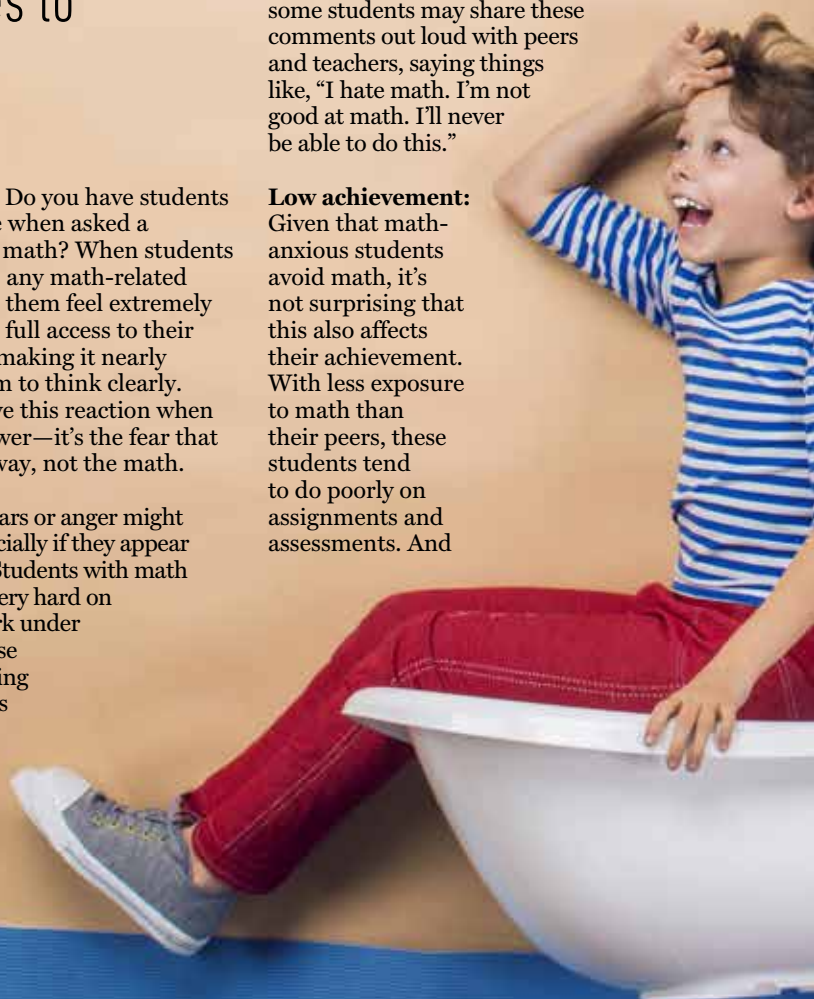 es to
Do you have students
e when asked a
math? When students
any math-related
them feel extremely
full access to their
making it nearly
m to think clearly.
ve this reaction when
wer—it’s the fear that
way, not the math.
ars or anger might
cially if they appear
Students with math
ery hard on
rk under
se
ing
s
some students may share these
comments out loud with peers
and teachers, saying things
like, “I hate math. I’m not
good at math. I’ll never
be able to do this.”
Low achievement:
Given that math-
anxious students
avoid math, it’s
not surprising that
this also affects
their achievement.
With less exposure
to math than
their peers, these
students tend
to do poorly on
assignments and
assessments. And